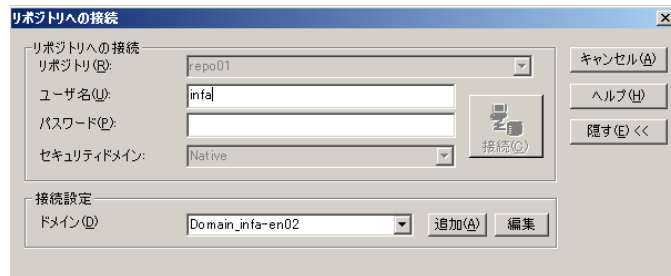 リポジトリへの接続
リポジトリへの接続
リポジトリ(R): repo01
ユーザ名(U): infa
パスワード(P):
セキュリティドメイン: Native
接続(C)
キャンセル(A)
ヘルプ(H)
隠す(E) <<
接続設定
ドメイン(D) Domain_infa-en02 追加(A) 編集